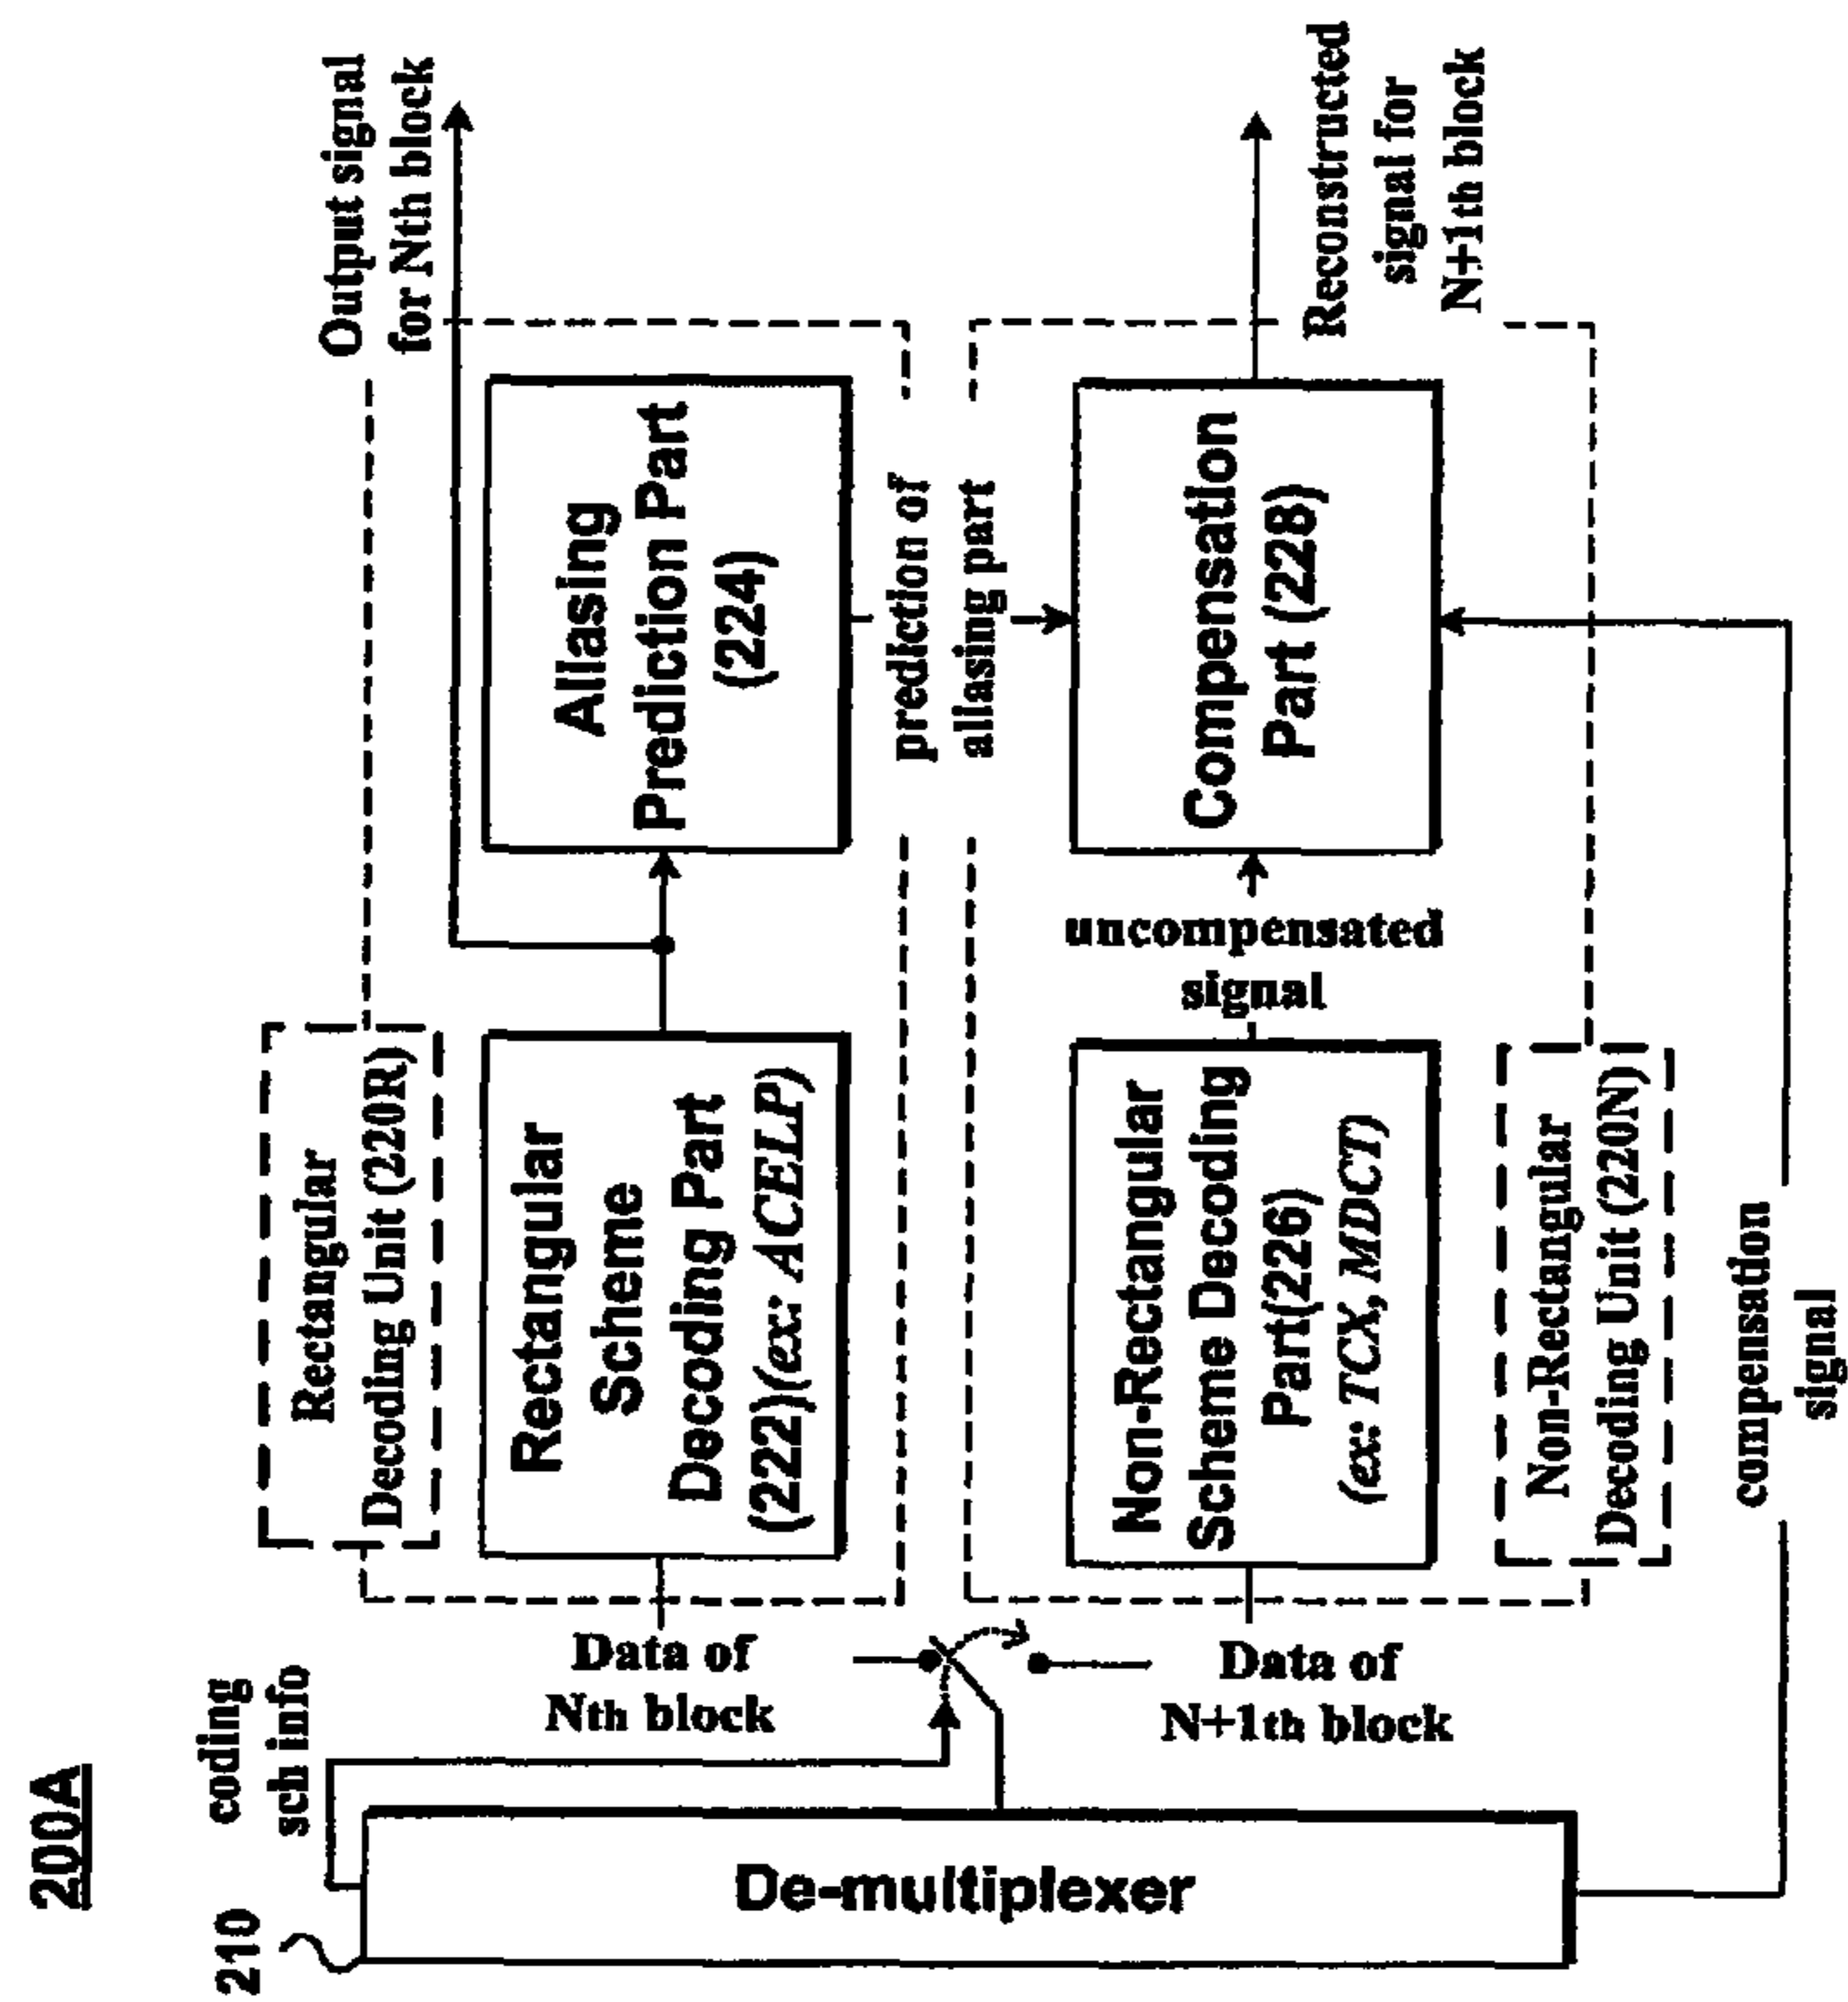 200A
210
coding
sch info
De-multiplexer
Data of
Nth block
Data of
N+1th block
Rectangular
Decoding Unit (220R)
Rectangular
Scheme
Decoding Part
(222)(ex: ACELP)
Aliasing
Prediction Part
(224)
Output signal
for Nth block
prediction of
aliasing part
Non-Rectangular
Scheme Decoding
Part(226)
(ex: TCX, MDCT)
uncompensated
signal
Compensation
Part (228)
Reconstructed
signal for
N+1th block
Non-Rectangular
Decoding Unit (220N)
compensation
signal